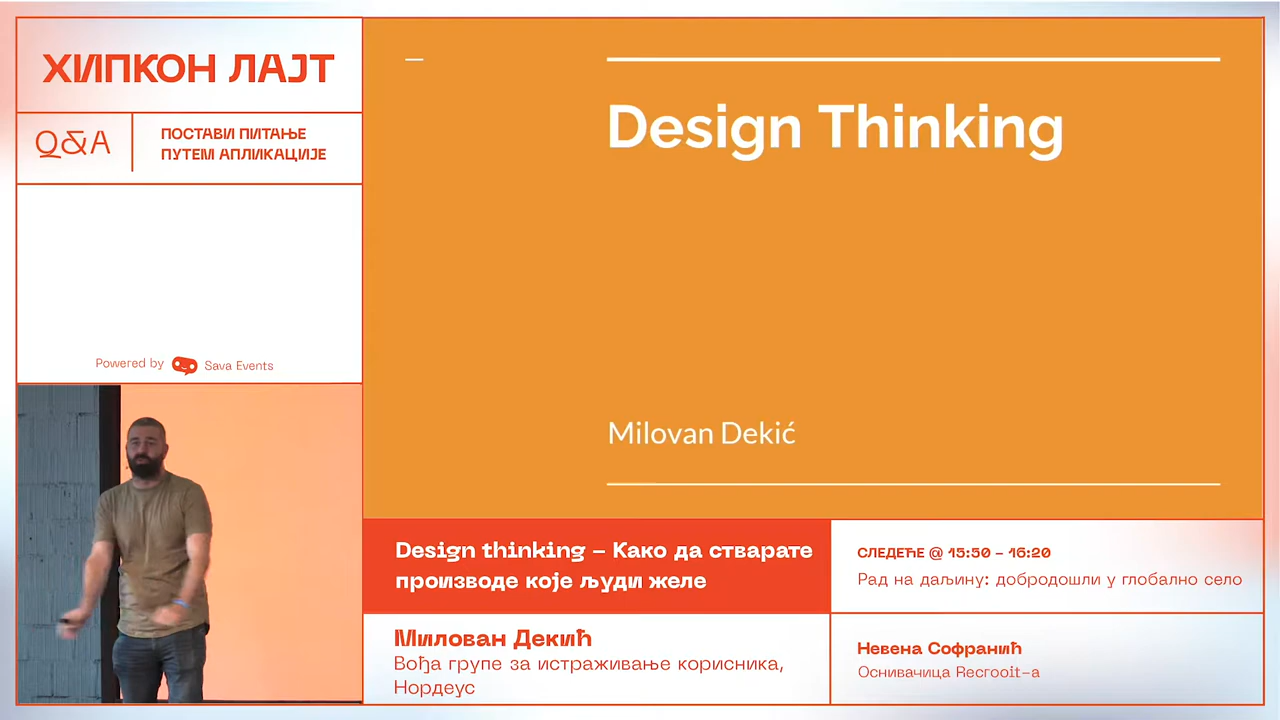 ХИПКОН ЛАЈТ
Q&A
ПОСТАВИ ПИТАЊЕ
ПУТЕМ АПЛИКАЦИЈЕ
Powered by Sava Events
Design Thinking
Milovan Dekić
Design thinking – Како да стварате
производе које људи желе
Милован Декић
Вођа групе за истраживање корисника,
Нордеус
СЛЕДЕЋЕ @ 15:50 – 16:20
Рад на даљину: добродошли у глобално село
Невена Софранић
Оснивачица Recrooit-a